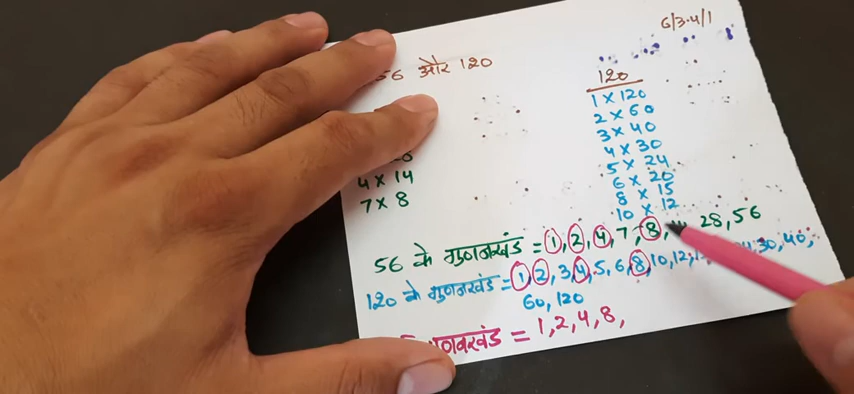 6/3.4/1
56 और 120
120
1 × 120
2 × 60
3 × 40
4 × 30
5 × 24
6 × 20
8 × 15
10 × 12
4 × 14
7 × 8
56 के गुणनखंड = 1, 2, 4, 7, 8, 28, 56
120 के गुणनखंड = 1, 2, 3, 4, 5, 6, 8, 10, 12, 30, 40,
60, 120
गुणनखंड = 1, 2, 4, 8,